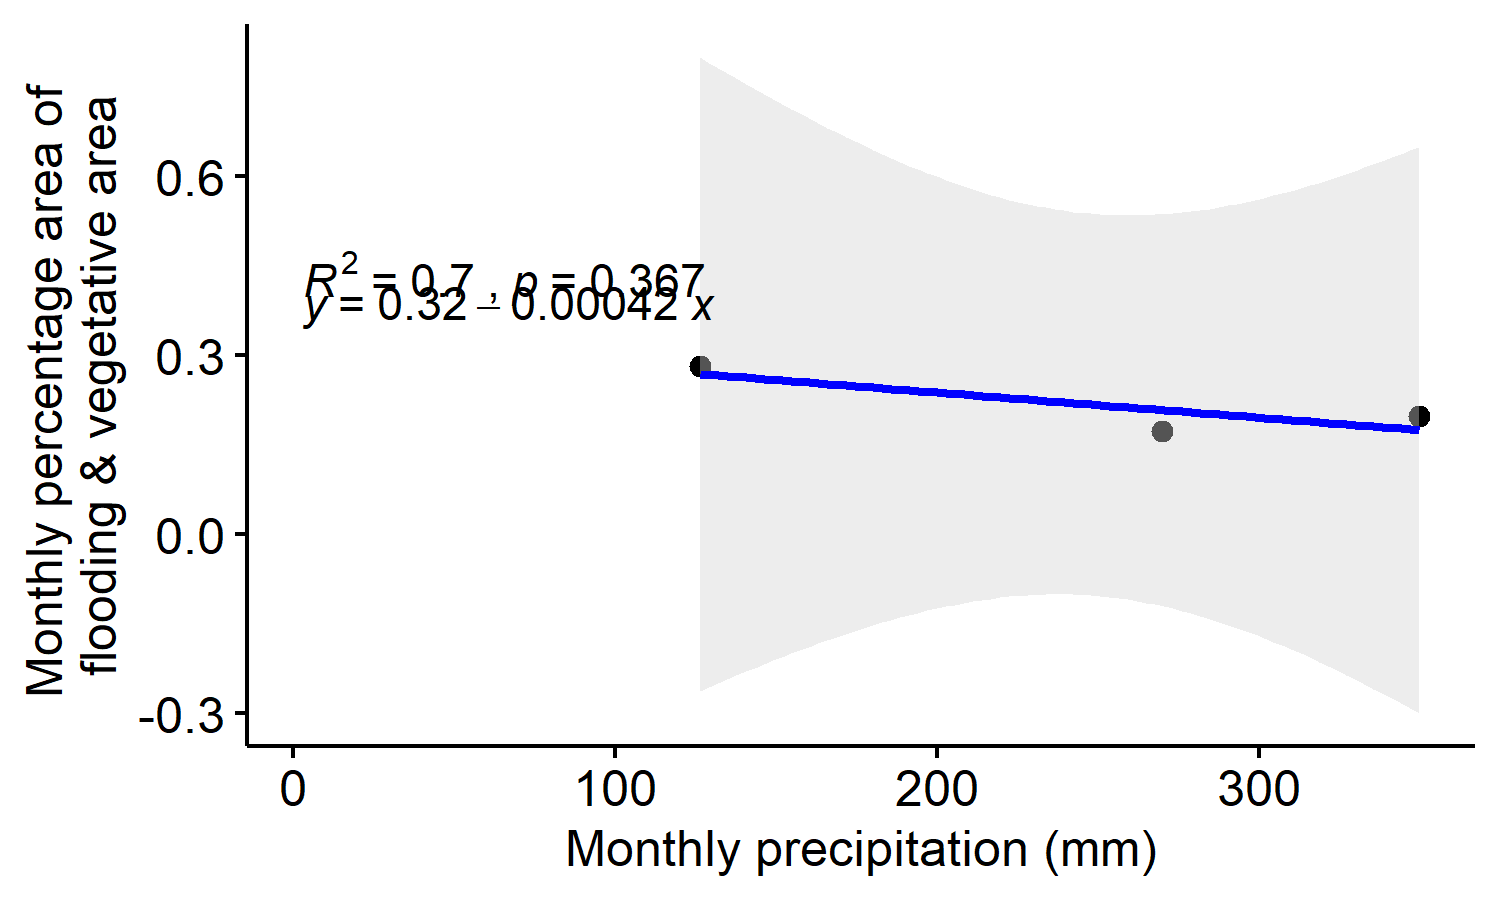 Monthly percentage area of
flooding & vegetative area
0.6
0.3
0.0
-0.3
R² = 0.7 , p = 0.367
y = 0.32 − 0.00042 x
0 100 200 300
Monthly precipitation (mm)